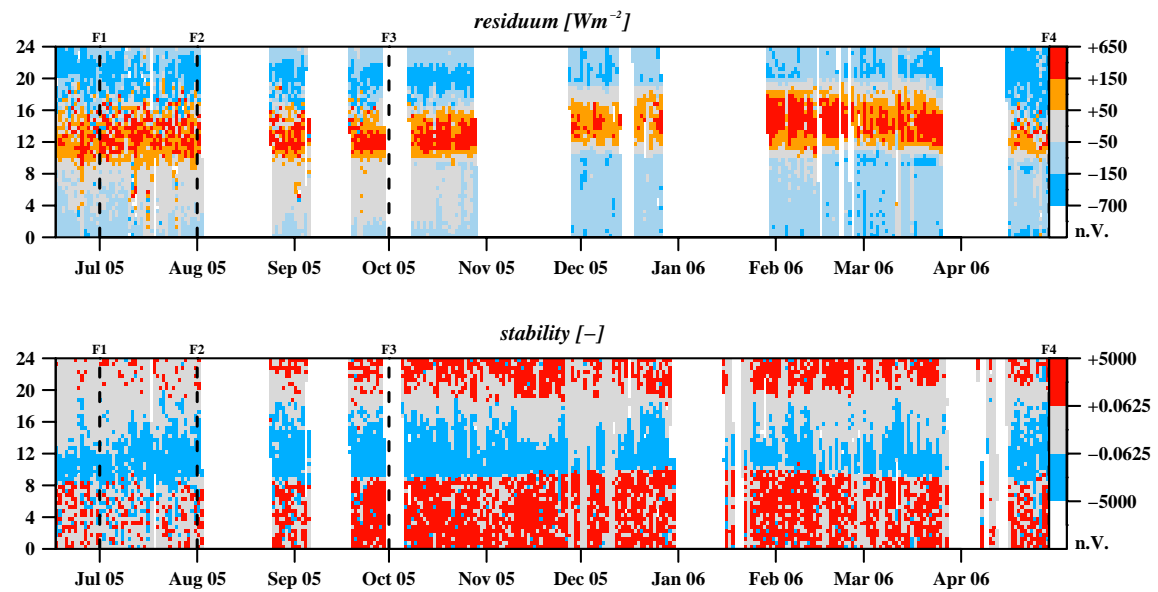 residuum [Wm⁻²]
F1 F2 F3 F4
24 +650
20 +150
16 +50
12 −50
8 −150
4 −700
0 n.V.
Jul 05 Aug 05 Sep 05 Oct 05 Nov 05 Dec 05 Jan 06 Feb 06 Mar 06 Apr 06
stability [−]
F1 F2 F3 F4
24 +5000
20 +0.0625
16
12 −0.0625
8 −5000
4
0 n.V.
Jul 05 Aug 05 Sep 05 Oct 05 Nov 05 Dec 05 Jan 06 Feb 06 Mar 06 Apr 06